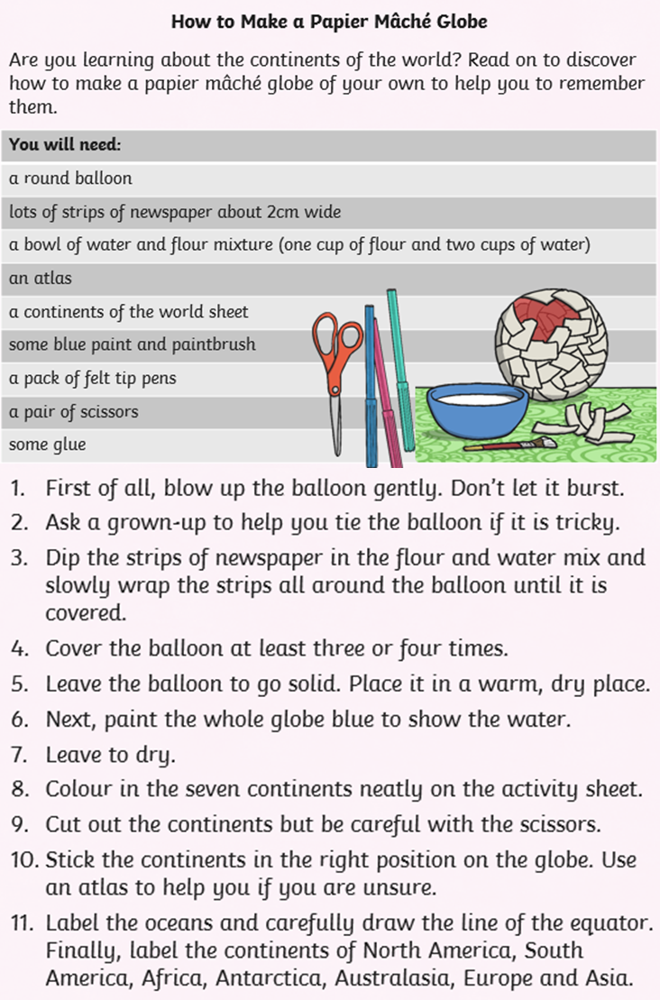 How to Make a Papier Mâché Globe
Are you learning about the continents of the world? Read on to discover
how to make a papier mâché globe of your own to help you to remember
them.
You will need:
a round balloon
lots of strips of newspaper about 2cm wide
a bowl of water and flour mixture (one cup of flour and two cups of water)
an atlas
a continents of the world sheet
some blue paint and paintbrush
a pack of felt tip pens
a pair of scissors
some glue
1. First of all, blow up the balloon gently. Don't let it burst.
2. Ask a grown-up to help you tie the balloon if it is tricky.
3. Dip the strips of newspaper in the flour and water mix and
slowly wrap the strips all around the balloon until it is
covered.
4. Cover the balloon at least three or four times.
5. Leave the balloon to go solid. Place it in a warm, dry place.
6. Next, paint the whole globe blue to show the water.
7. Leave to dry.
8. Colour in the seven continents neatly on the activity sheet.
9. Cut out the continents but be careful with the scissors.
10. Stick the continents in the right position on the globe. Use
an atlas to help you if you are unsure.
11. Label the oceans and carefully draw the line of the equator.
Finally, label the continents of North America, South
America, Africa, Antarctica, Australasia, Europe and Asia.